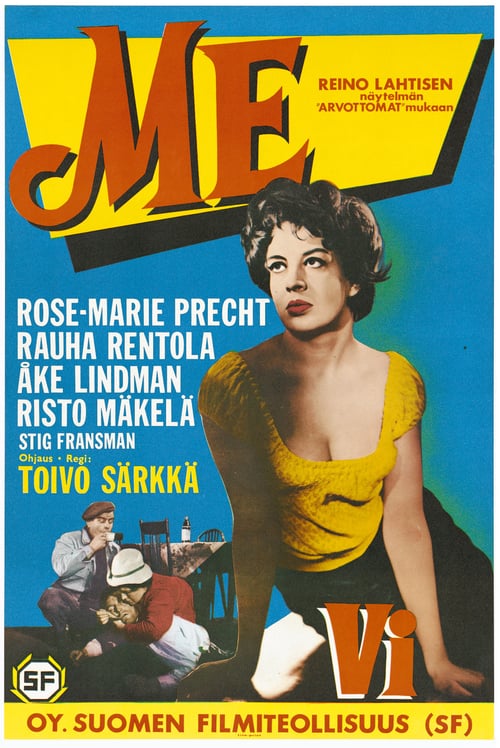 ME
REINO LAHTISEN
näytelmän
"ARVOTTOMAT" mukaan
ROSE-MARIE PRECHT
RAUHA RENTOLA
ÅKE LINDMAN
RISTO MÄKELÄ
STIG FRANSMAN
Ohjaus • Regi:
TOIVO SÄRKKÄ
Vi
SF
OY. SUOMEN FILMITEOLLISUUS (SF)